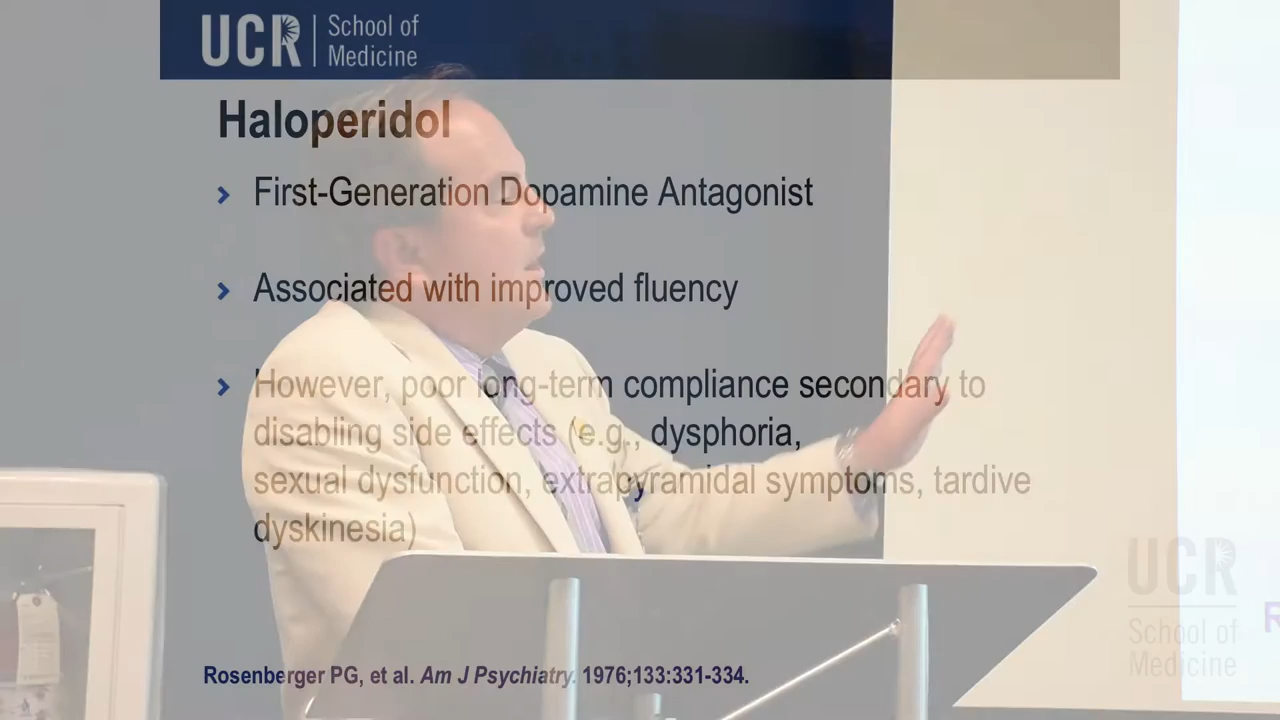 UCR School of
Medicine
Haloperidol
First-Generation Dopamine Antagonist
Associated with improved fluency
However, poor long-term compliance secondary to
disabling side effects (e.g., dysphoria,
sexual dysfunction, extrapyramidal symptoms, tardive
dyskinesia)
Rosenberger PG, et al. Am J Psychiatry. 1976;133:331-334.
UCR
School of
Medicine
R